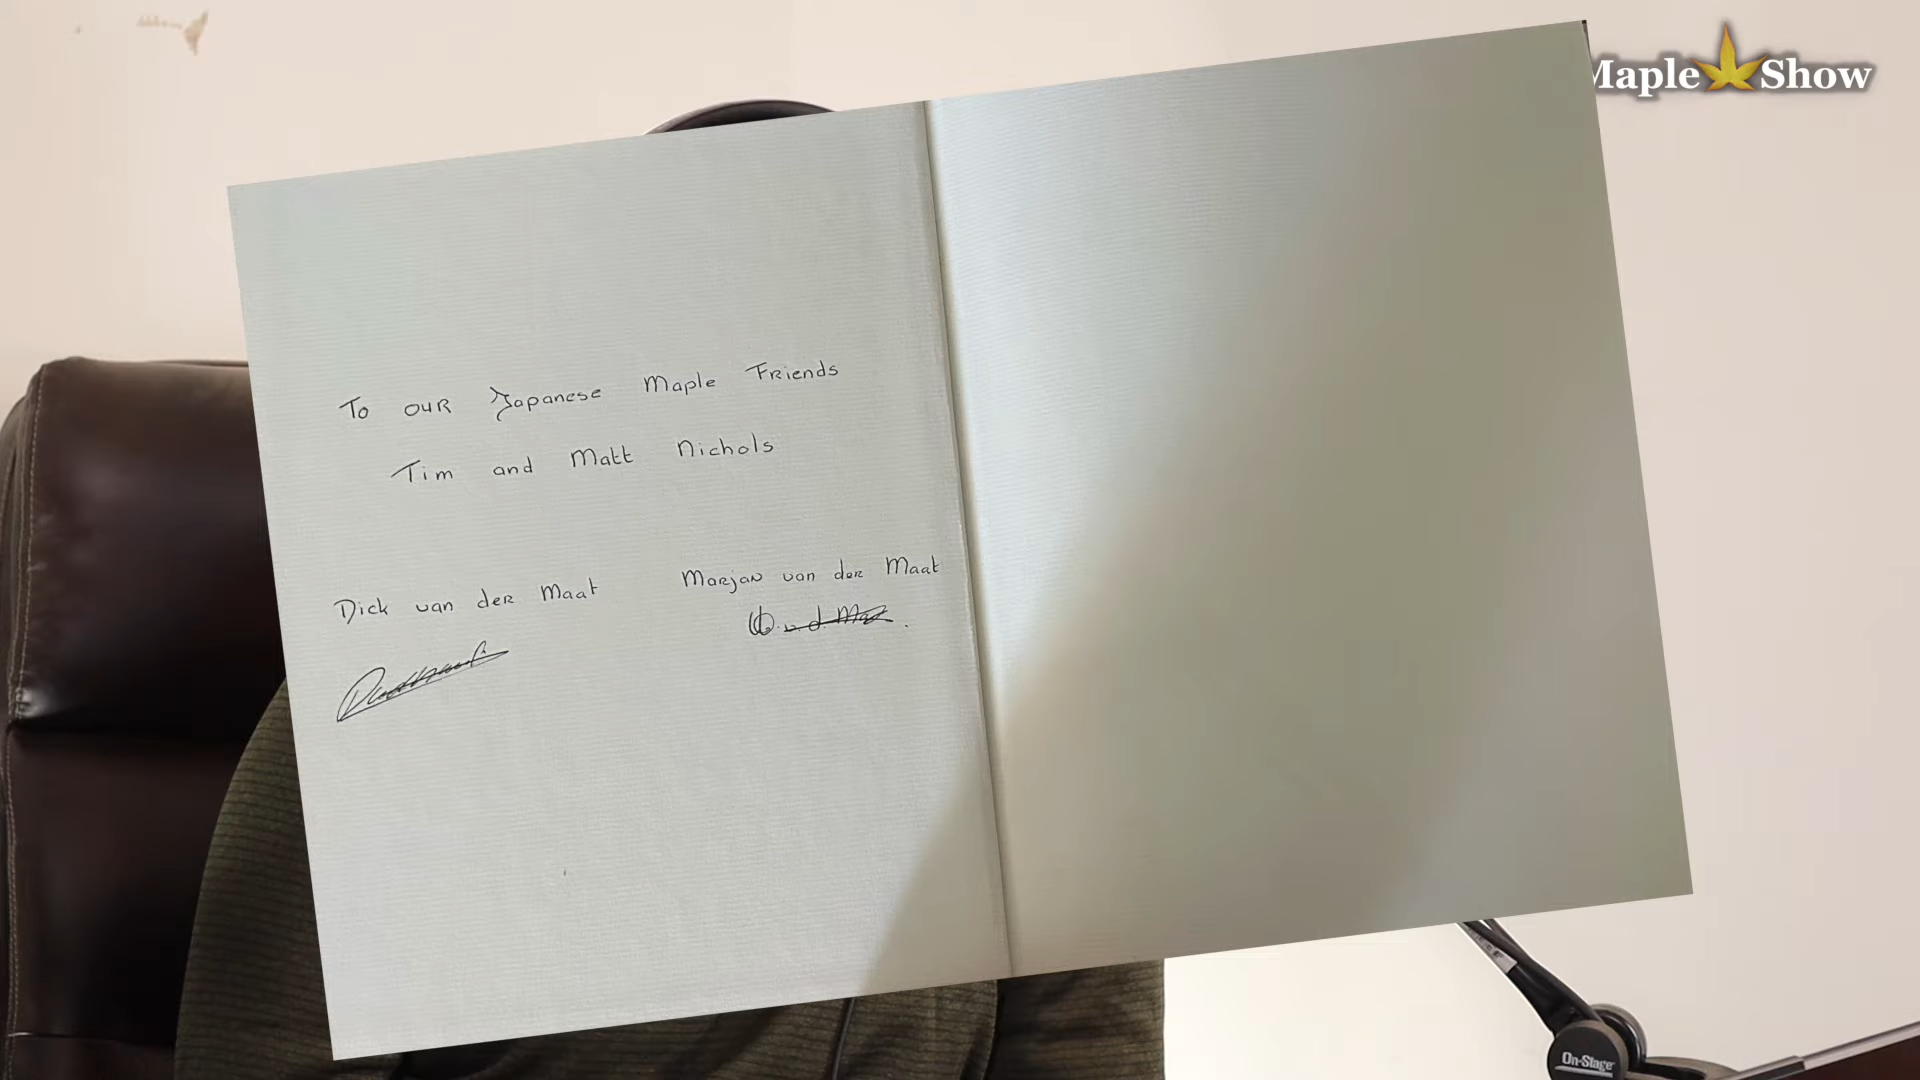 Maple Show
To our Japanese Maple Friends
Tim and Matt Nichols
Dick van der Maat
Marjan van der Maat
On-Stage